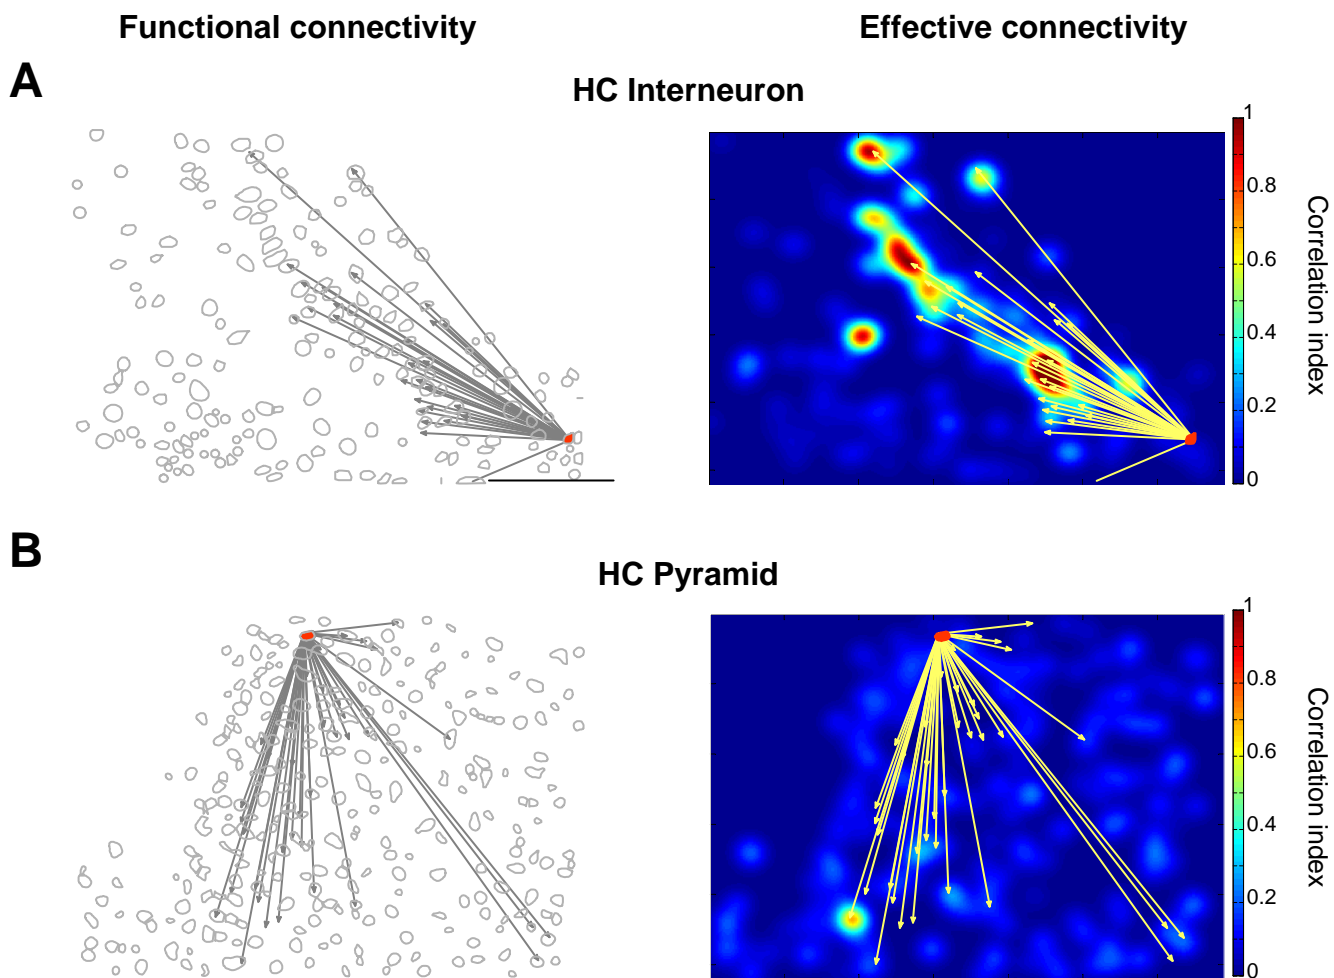 Functional connectivity
Effective connectivity
A
HC Interneuron
1
0.8
0.6
0.4
0.2
0
Correlation index
B
HC Pyramid
1
0.8
0.6
0.4
0.2
0
Correlation index